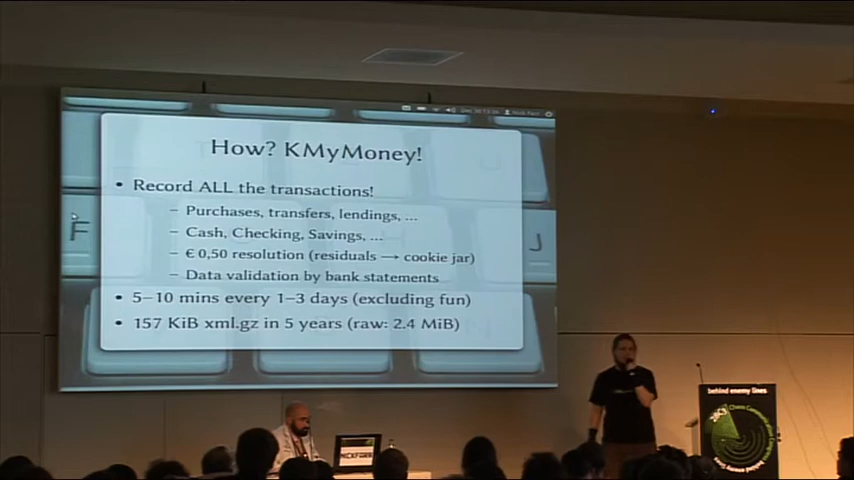 How? KMyMoney!
• Record ALL the transactions!
– Purchases, transfers, lendings, ...
– Cash, Checking, Savings, ...
– € 0,50 resolution (residuals → cookie jar)
– Data validation by bank statements
• 5–10 mins every 1–3 days (excluding fun)
• 157 KiB xml.gz in 5 years (raw: 2.4 MiB)
F
J
NICKFARR
behind enemy lines